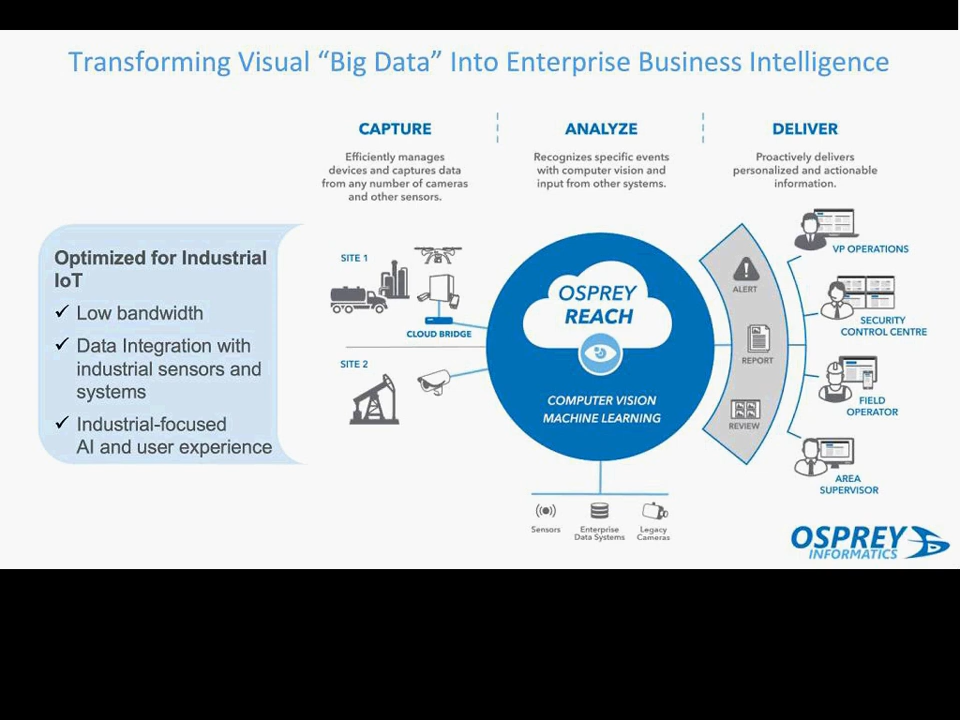 Transforming Visual “Big Data” Into Enterprise Business Intelligence
CAPTURE
Efficiently manages
devices and captures data
from any number of cameras
and other sensors.
ANALYZE
Recognizes specific events
with computer vision and
input from other systems.
DELIVER
Proactively delivers
personalized and actionable
information.
Optimized for Industrial
IoT
✓ Low bandwidth
✓ Data Integration with
industrial sensors and
systems
✓ Industrial-focused
AI and user experience
SITE 1
CLOUD BRIDGE
SITE 2
OSPREY
REACH
COMPUTER VISION
MACHINE LEARNING
Sensors
Enterprise
Data Systems
Legacy
Cameras
ALERT
REPORT
REVIEW
VP OPERATIONS
SECURITY
CONTROL CENTRE
FIELD
OPERATOR
AREA
SUPERVISOR
OSPREY
INFORMATICS